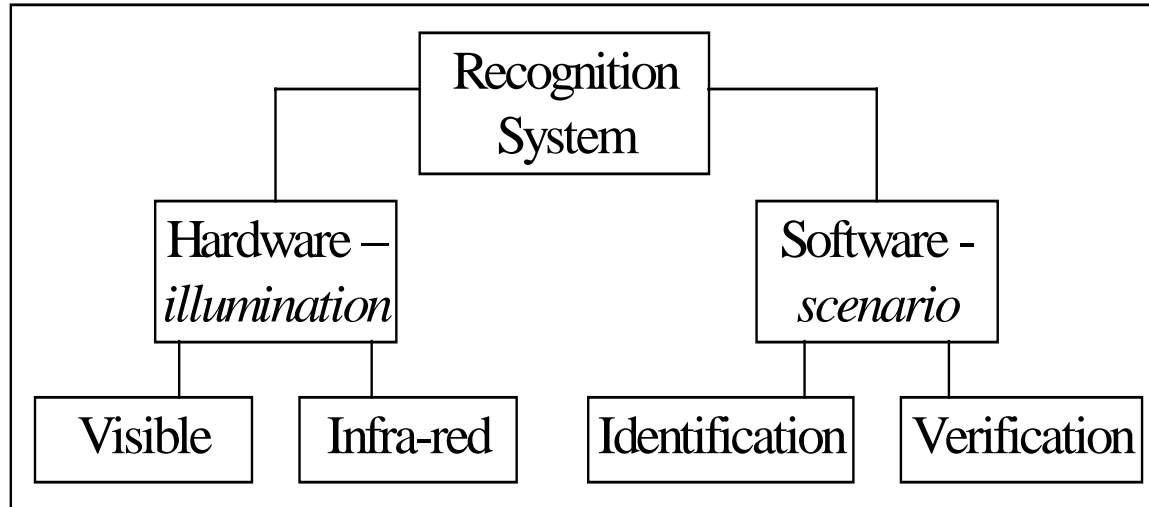 Recognition
System
Hardware –
illumination
Software -
scenario
Visible
Infra-red
Identification
Verification